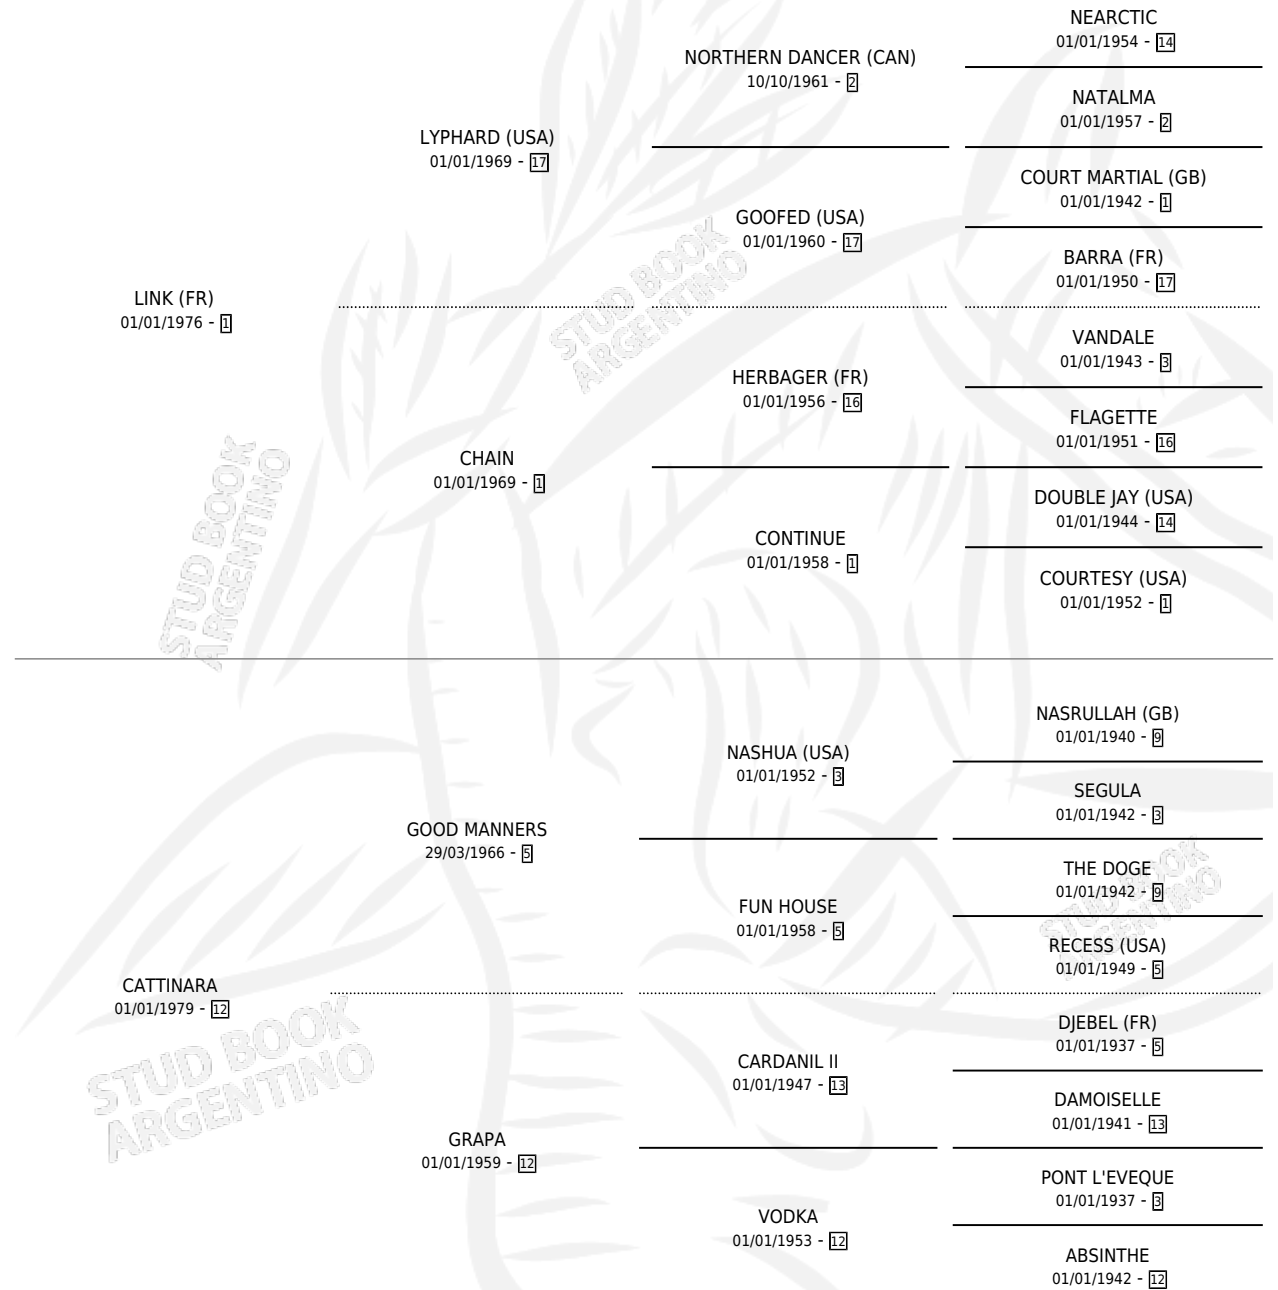 NEARCTIC
01/01/1954 - 14
NORTHERN DANCER (CAN)
10/10/1961 - 2
NATALMA
01/01/1957 - 2
LYPHARD (USA)
01/01/1969 - 17
COURT MARTIAL (GB)
01/01/1942 - 1
GOOFED (USA)
01/01/1960 - 17
BARRA (FR)
01/01/1950 - 17
LINK (FR)
01/01/1976 - 1
STUD BOOK
ARGENTINO
VANDALE
01/01/1943 - 3
HERBAGER (FR)
01/01/1956 - 16
FLAGETTE
01/01/1951 - 16
CHAIN
01/01/1969 - 1
DOUBLE JAY (USA)
01/01/1944 - 14
CONTINUE
01/01/1958 - 1
COURTESY (USA)
01/01/1952 - 1
STUD BOOK
ARGENTINO
NASRULLAH (GB)
01/01/1940 - 9
NASHUA (USA)
01/01/1952 - 3
SEGULA
01/01/1942 - 3
GOOD MANNERS
29/03/1966 - 5
THE DOGE
01/01/1942 - 9
FUN HOUSE
01/01/1958 - 5
STUD BOOK
ARGENTINO
RECESS (USA)
01/01/1949 - 5
CATTINARA
01/01/1979 - 12
DJEBEL (FR)
01/01/1937 - 5
CARDANIL II
01/01/1947 - 13
STUD BOOK
ARGENTINO
DAMOISELLE
01/01/1941 - 13
GRAPA
01/01/1959 - 12
PONT L'EVEQUE
01/01/1937 - 3
VODKA
01/01/1953 - 12
ABSINTHE
01/01/1942 - 12